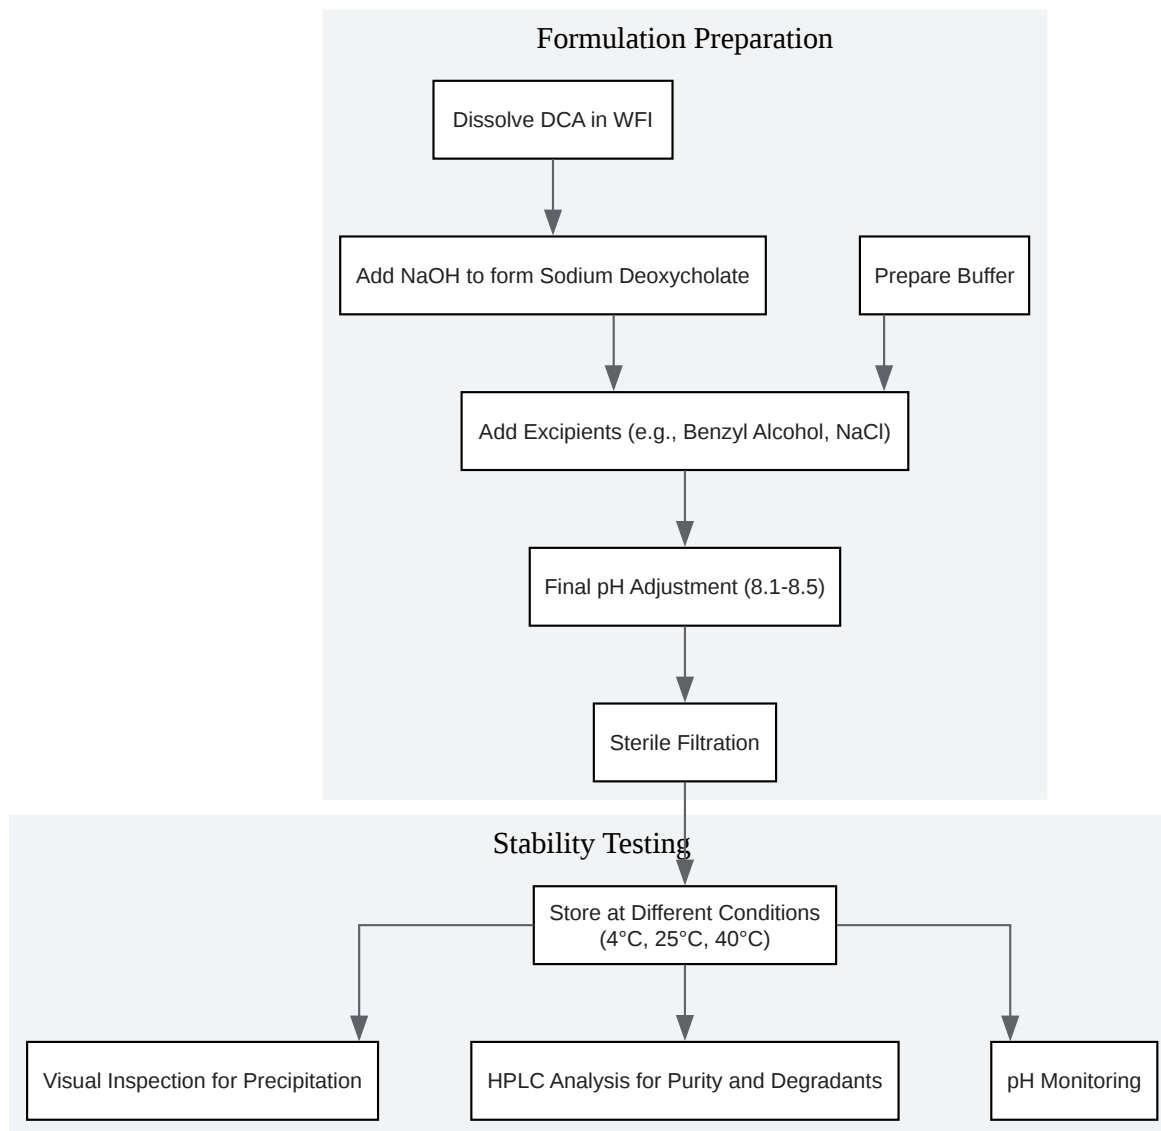 Formulation Preparation
Dissolve DCA in WFI
Add NaOH to form Sodium Deoxycholate
Prepare Buffer
Add Excipients (e.g., Benzyl Alcohol, NaCl)
Final pH Adjustment (8.1-8.5)
Sterile Filtration
Stability Testing
Store at Different Conditions
(4°C, 25°C, 40°C)
Visual Inspection for Precipitation
HPLC Analysis for Purity and Degradants
pH Monitoring